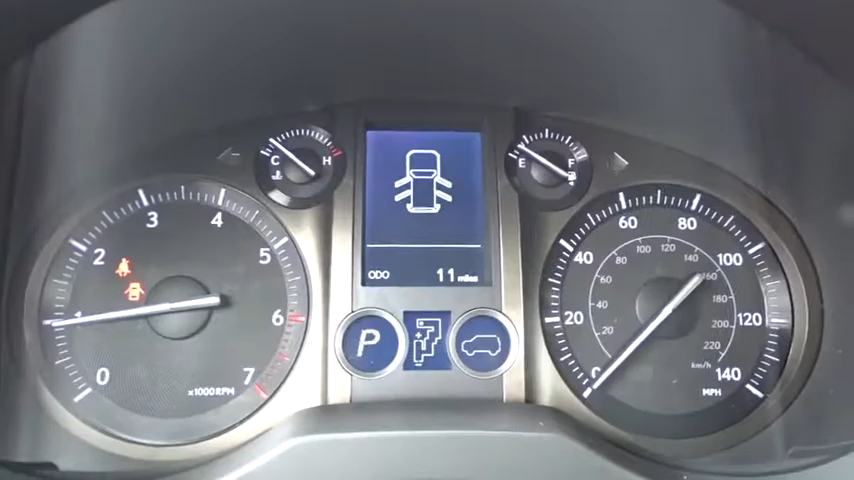 C H
E F
ODO 11 miles
0 1 2 3 4 5 6 7
x1000RPM
P
0 20 40 60 80 100 120 140
20 40 60 80 100 120 140 160 180 200 220
km/h
MPH